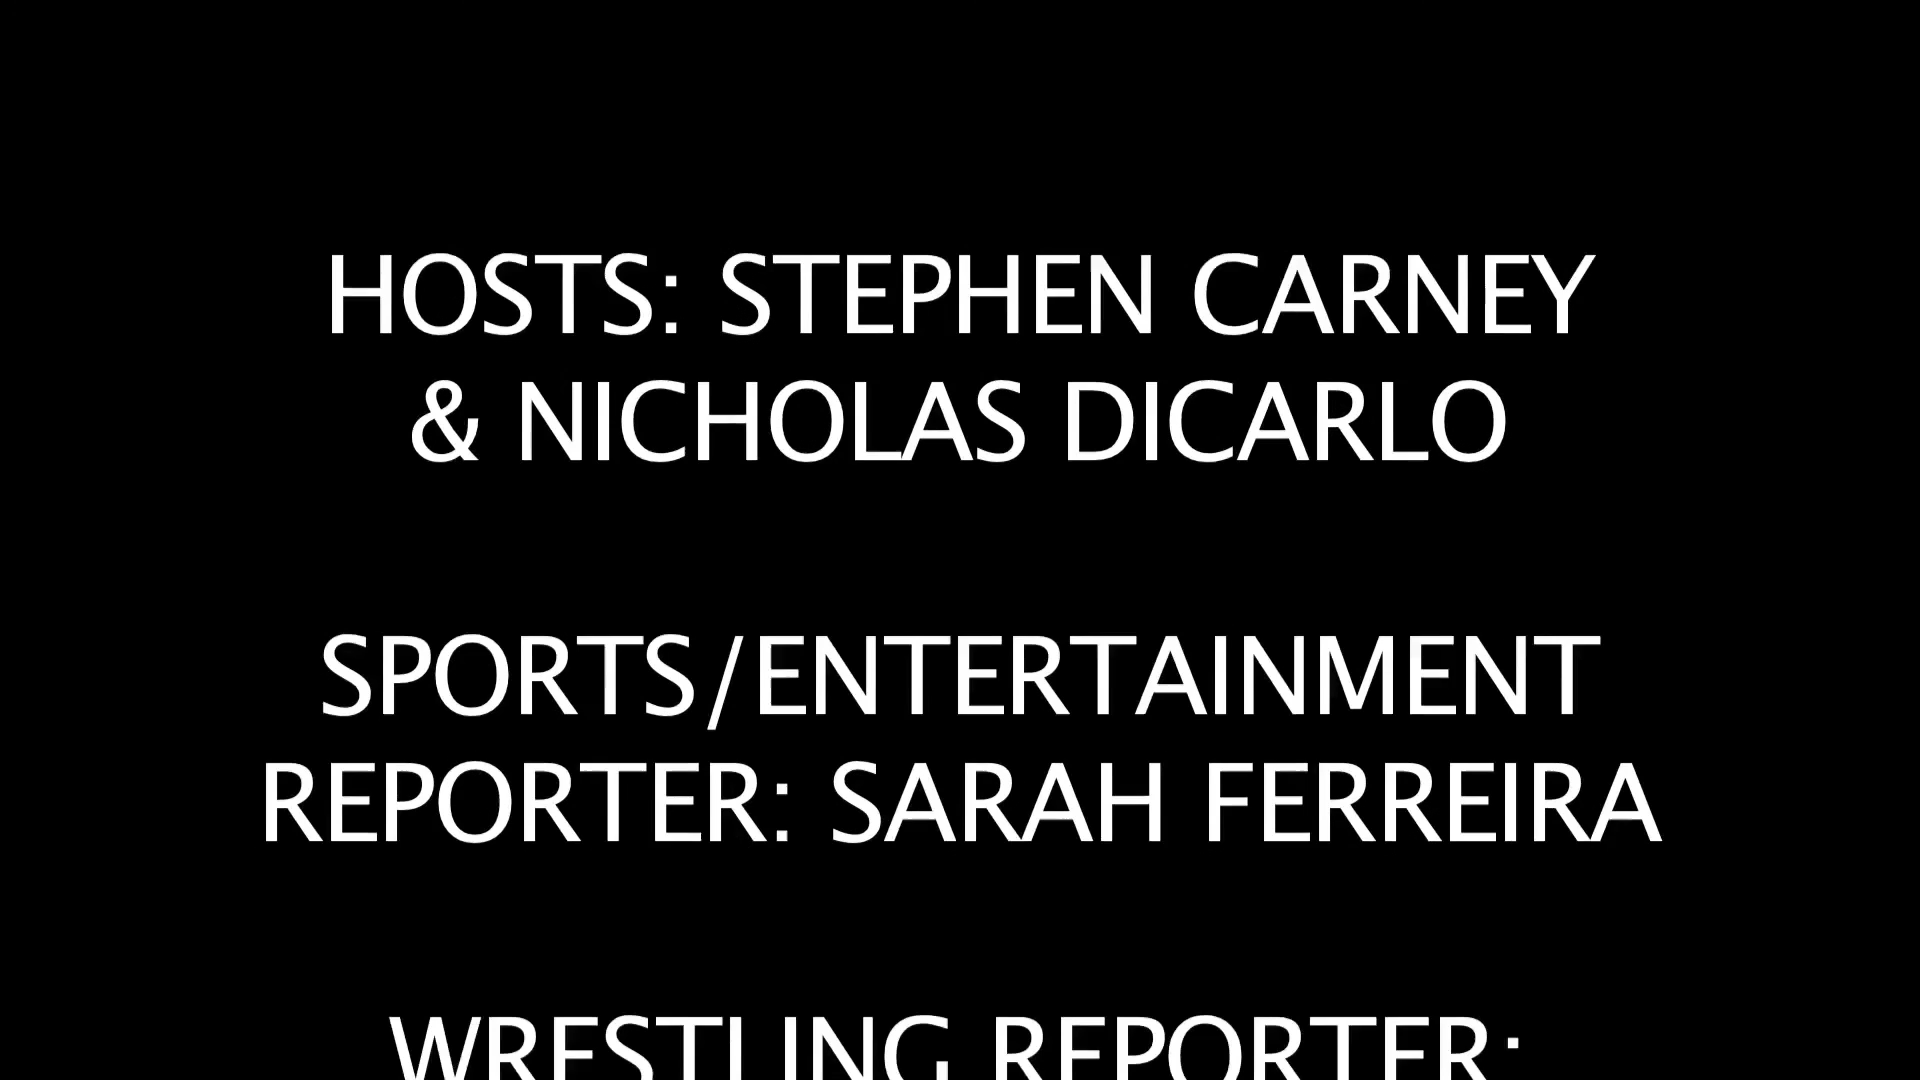 HOSTS: STEPHEN CARNEY
& NICHOLAS DICARLO
SPORTS/ENTERTAINMENT
REPORTER: SARAH FERREIRA
WRESTLING REPORTER: